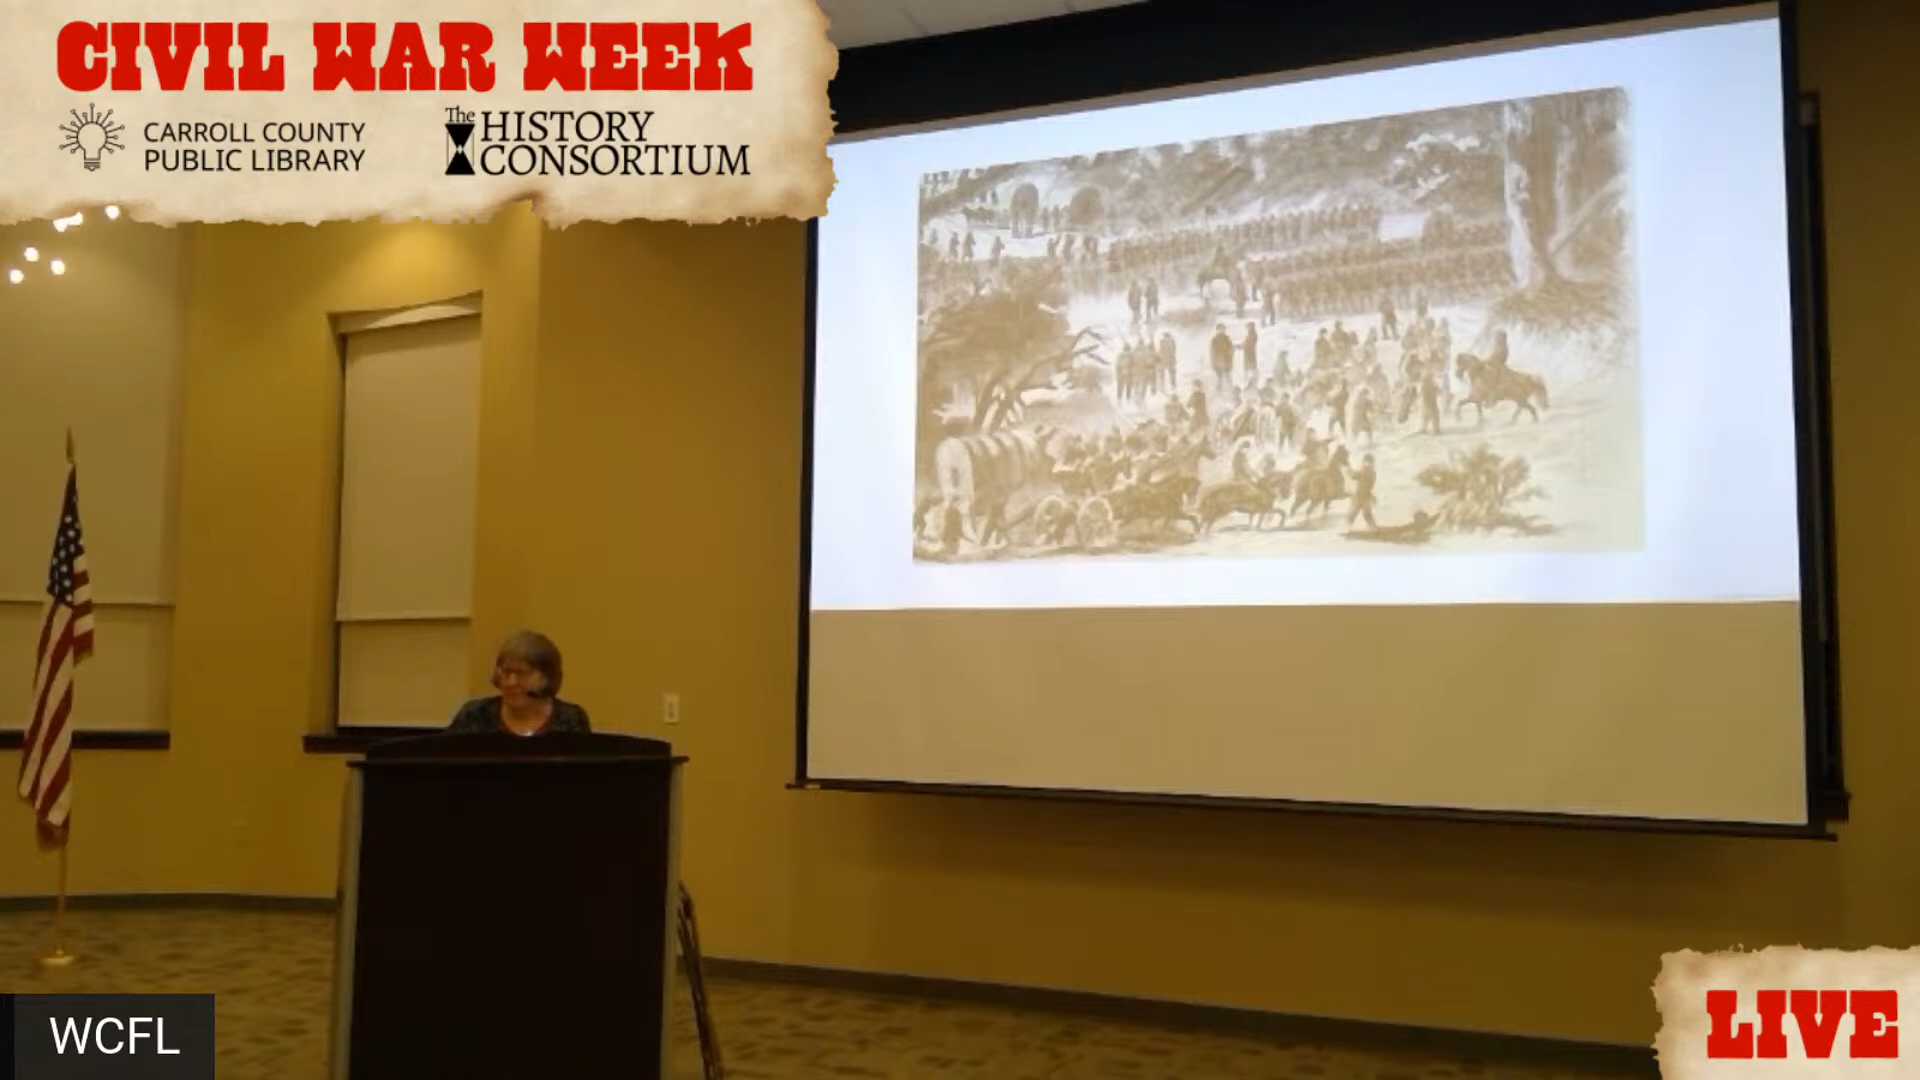 CIVIL WAR WEEK
CARROLL COUNTY
PUBLIC LIBRARY
The
HISTORY
CONSORTIUM
WCFL
LIVE